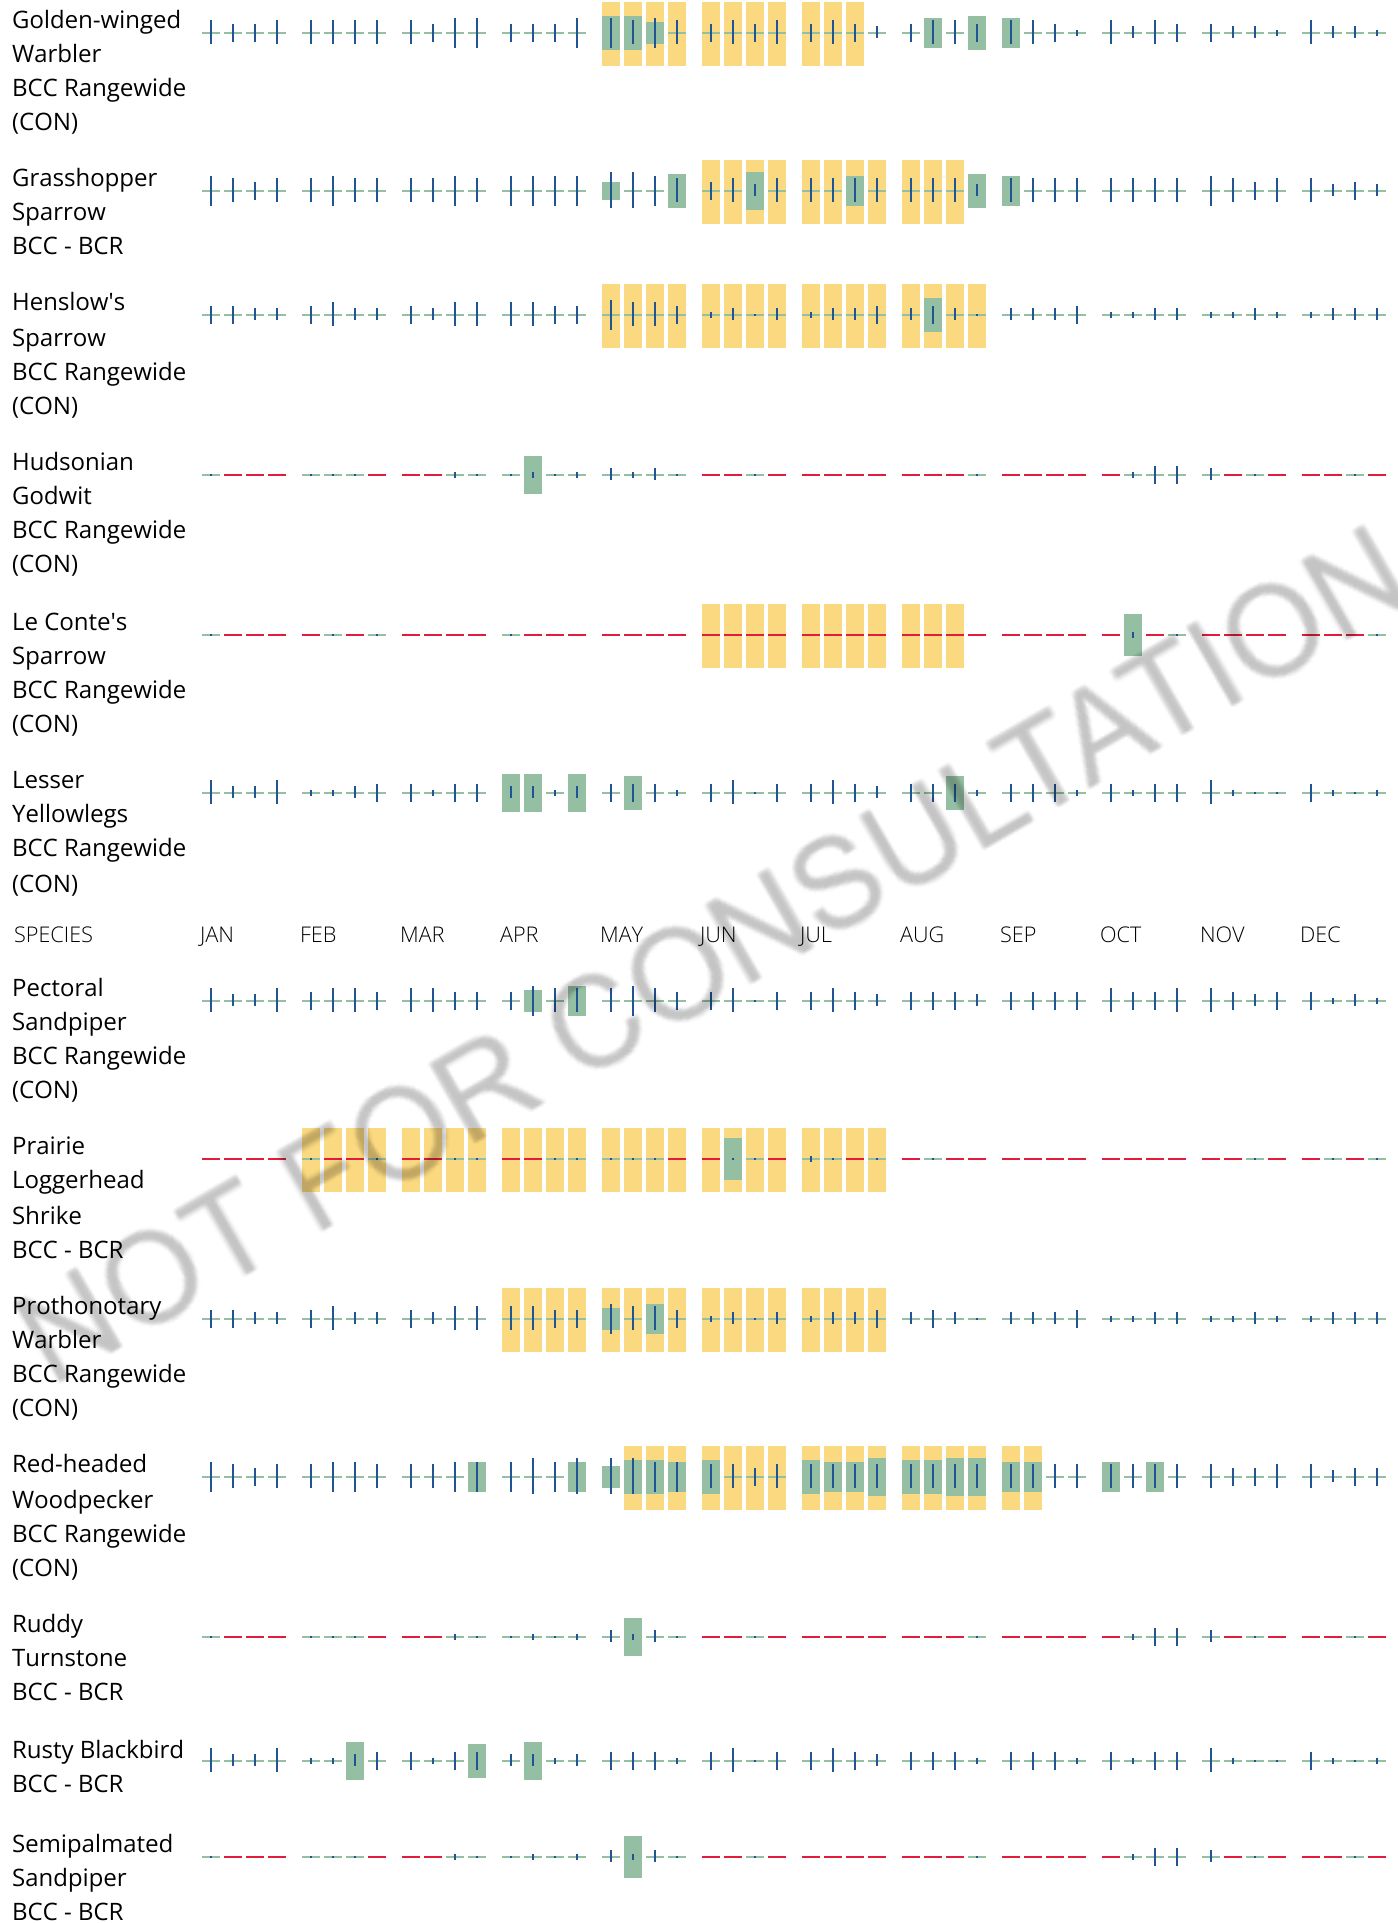 Golden-winged
Warbler
BCC Rangewide
(CON)
Grasshopper
Sparrow
BCC - BCR
Henslow's
Sparrow
BCC Rangewide
(CON)
Hudsonian
Godwit
BCC Rangewide
(CON)
Le Conte's
Sparrow
BCC Rangewide
(CON)
Lesser
Yellowlegs
BCC Rangewide
(CON)
SPECIES JAN FEB MAR APR MAY JUN JUL AUG SEP OCT NOV DEC
Pectoral
Sandpiper
BCC Rangewide
(CON)
Prairie
Loggerhead
Shrike
BCC - BCR
Prothonotary
Warbler
BCC Rangewide
(CON)
Red-headed
Woodpecker
BCC Rangewide
(CON)
Ruddy
Turnstone
BCC - BCR
Rusty Blackbird
BCC - BCR
Semipalmated
Sandpiper
BCC - BCR
NOT FOR CONSULTATION